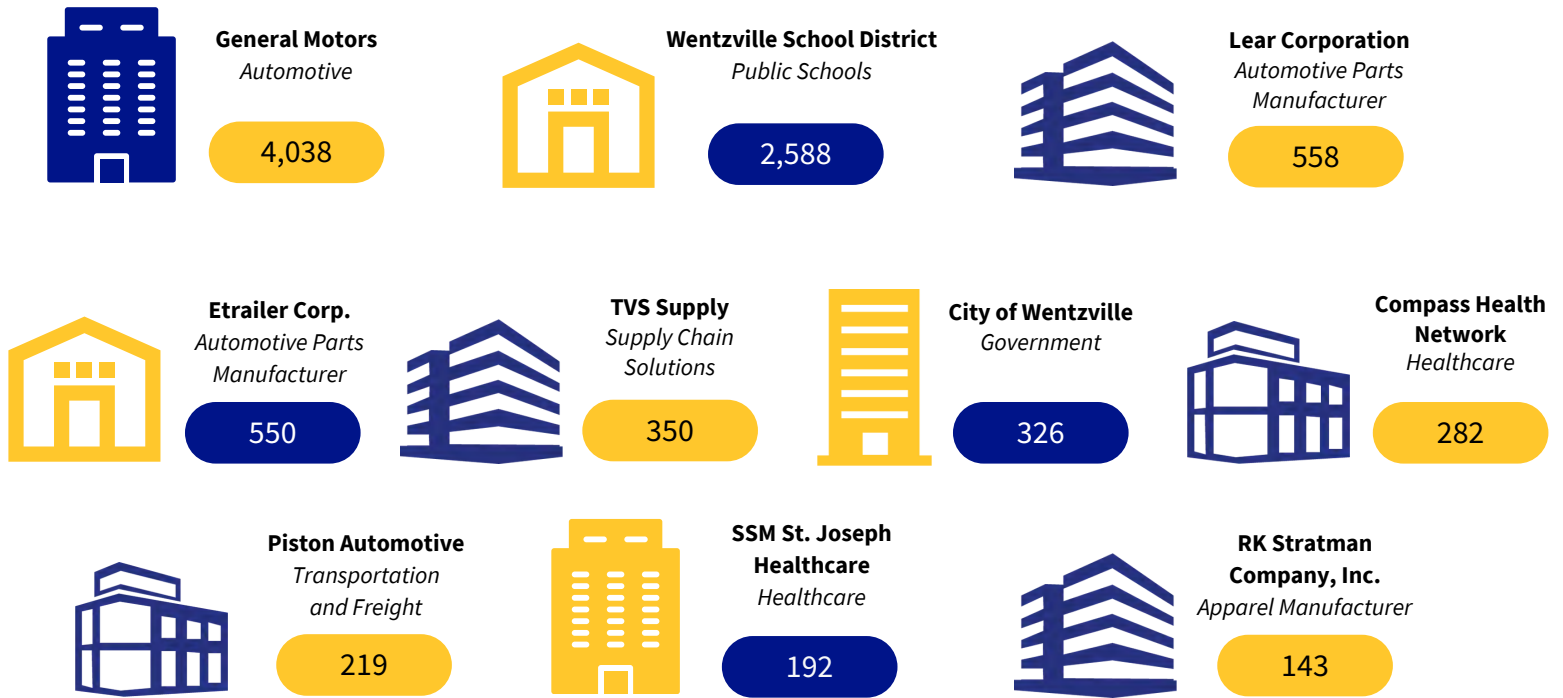 General Motors
Automotive
4,038
Wentzville School District
Public Schools
2,588
Lear Corporation
Automotive Parts
Manufacturer
558
Etrailer Corp.
Automotive Parts
Manufacturer
550
TVS Supply
Supply Chain
Solutions
350
City of Wentzville
Government
326
Compass Health
Network
Healthcare
282
Piston Automotive
Transportation
and Freight
219
SSM St. Joseph
Healthcare
Healthcare
192
RK Stratman
Company, Inc.
Apparel Manufacturer
143